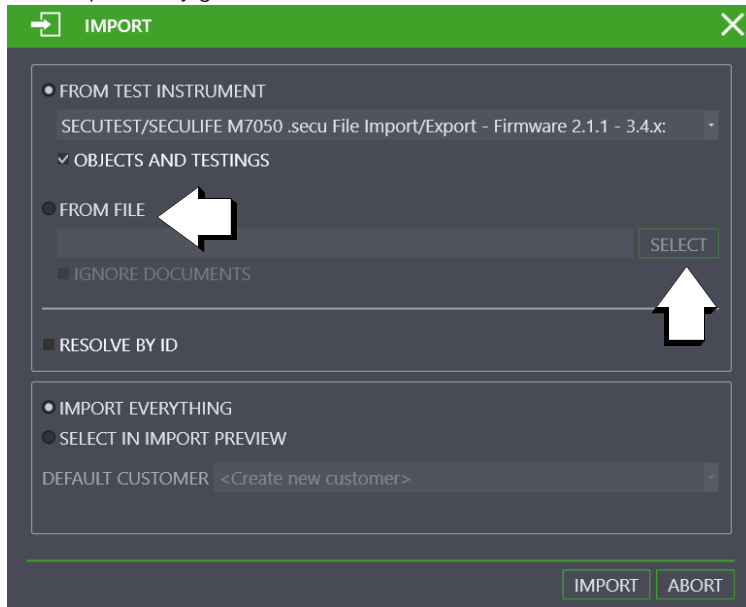 IMPORT
FROM TEST INSTRUMENT
SECUTEST/SECULIFE M7050 .secu File Import/Export - Firmware 2.1.1 - 3.4.x:
OBJECTS AND TESTINGS
FROM FILE
SELECT
IGNORE DOCUMENTS
RESOLVE BY ID
IMPORT EVERYTHING
SELECT IN IMPORT PREVIEW
DEFAULT CUSTOMER <Create new customer>
IMPORT ABORT